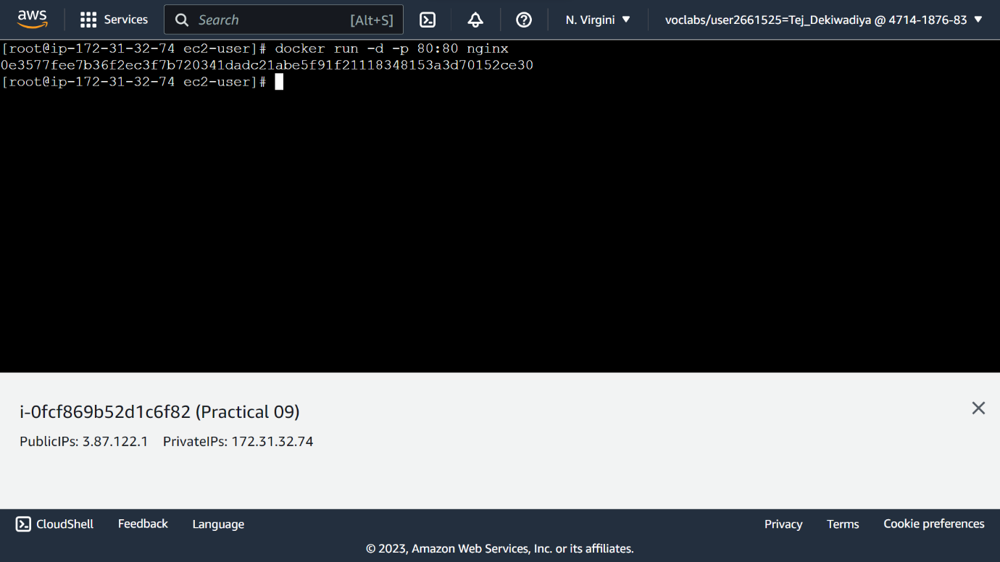 aws Services Search [Alt+S] N. Virgini voclabs/user2661525=Tej_Dekiwadiya @ 4714-1876-83
[root@ip-172-31-32-74 ec2-user]# docker run -d -p 80:80 nginx
0e3577fee7b36f2ec3f7b720341dadc21abe5f91f21118348153a3d70152ce30
[root@ip-172-31-32-74 ec2-user]#
i-0fcf869b52d1c6f82 (Practical 09)
PublicIPs: 3.87.122.1 PrivateIPs: 172.31.32.74
CloudShell Feedback Language Privacy Terms Cookie preferences
© 2023, Amazon Web Services, Inc. or its affiliates.